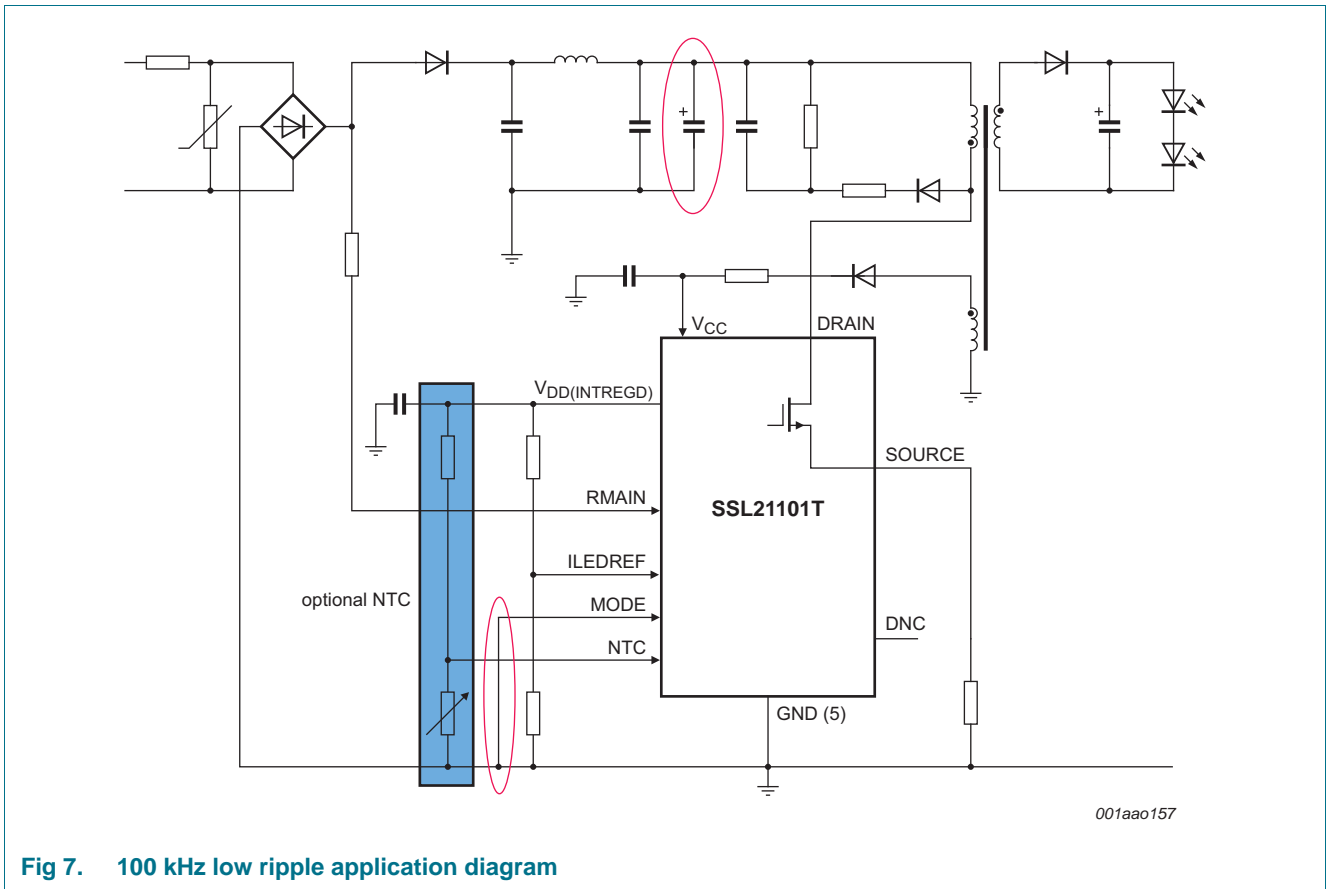 +
+
VCC
DRAIN
VDD(INTREGD)
SOURCE
RMAIN
SSL21101T
ILEDREF
optional NTC
MODE
DNC
NTC
GND (5)
001aao157
Fig 7. 100 kHz low ripple application diagram